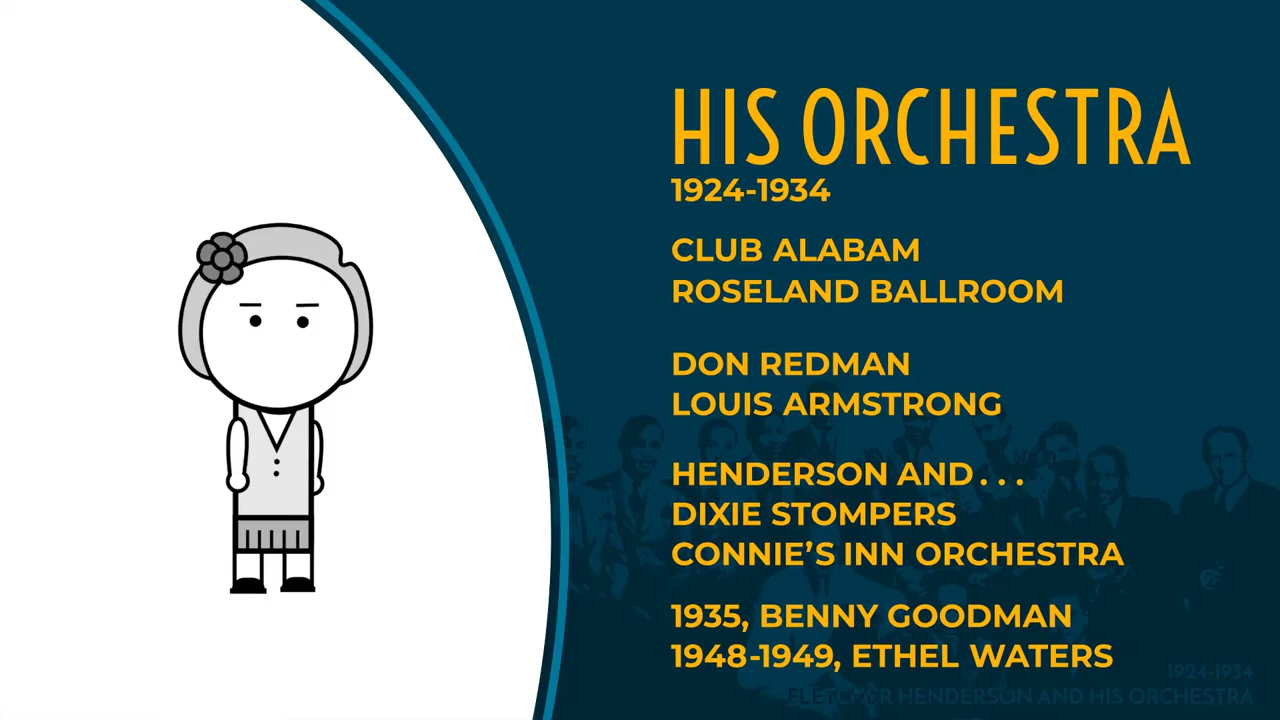 HIS ORCHESTRA
1924-1934
CLUB ALABAM
ROSELAND BALLROOM
DON REDMAN
LOUIS ARMSTRONG
HENDERSON AND...
DIXIE STOMPERS
CONNIE'S INN ORCHESTRA
1935, BENNY GOODMAN
1948-1949, ETHEL WATERS
1924-1934
FLETCHER HENDERSON AND HIS ORCHESTRA